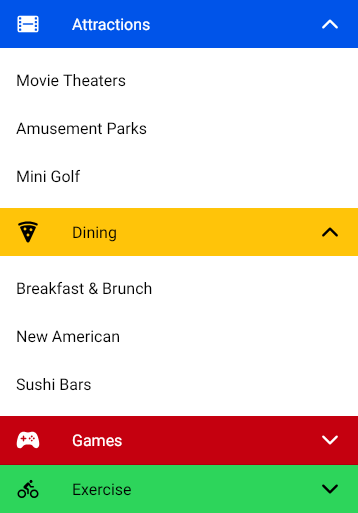 Attractions
Movie Theaters
Amusement Parks
Mini Golf
Dining
Breakfast & Brunch
New American
Sushi Bars
Games
Exercise